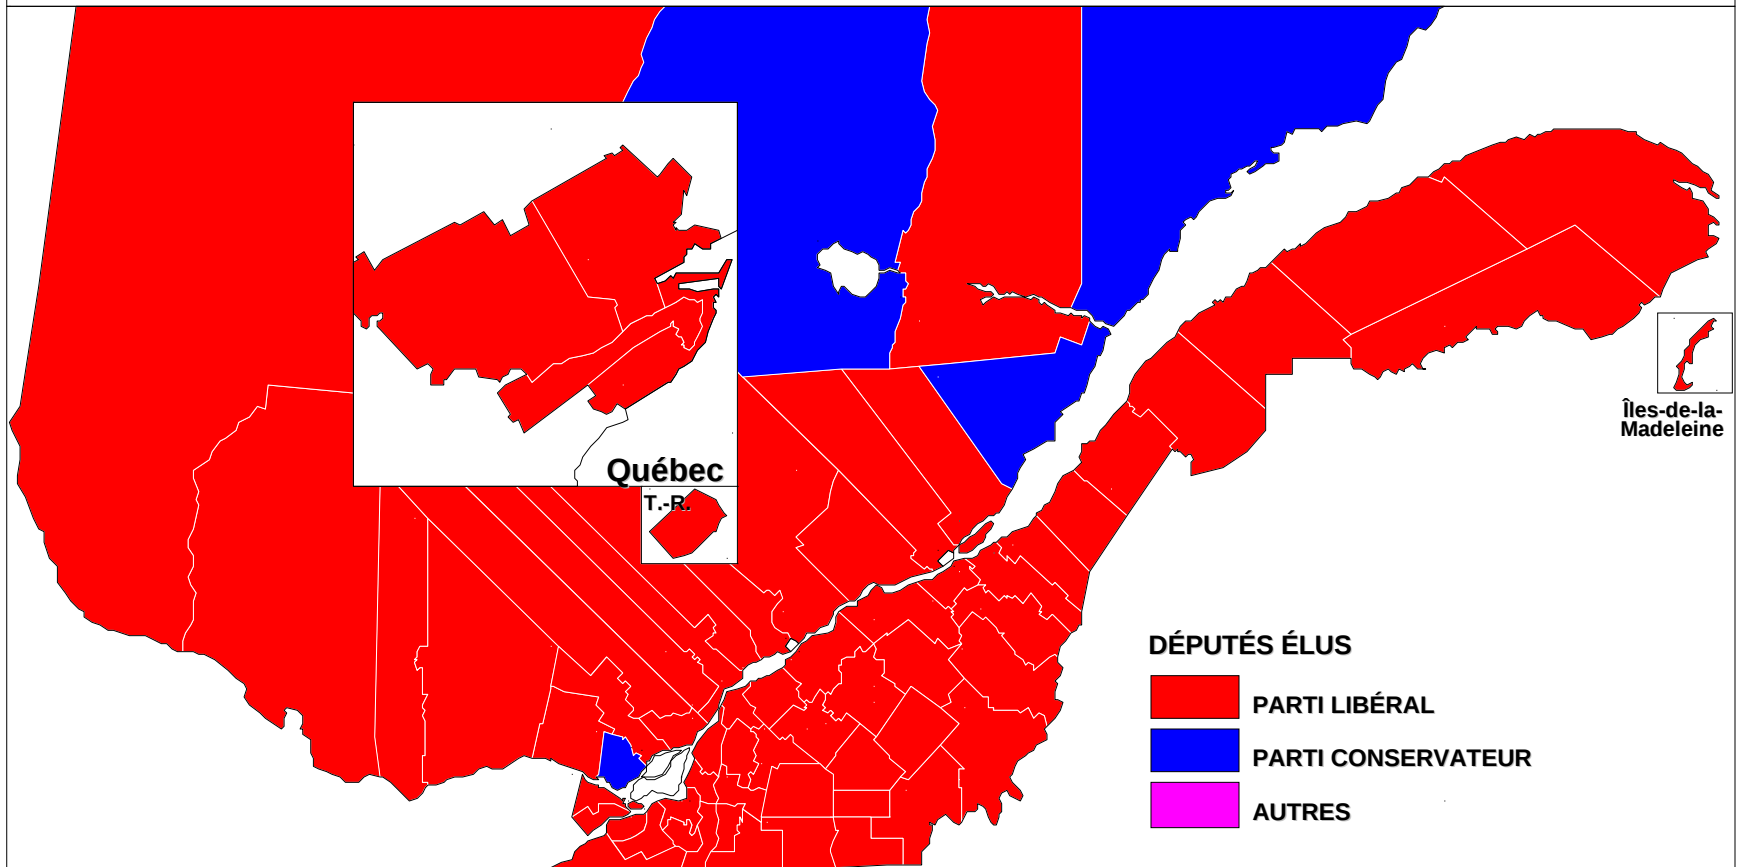 Québec
T.-R.
Îles-de-la-
Madeleine
DÉPUTÉS ÉLUS
PARTI LIBÉRAL
PARTI CONSERVATEUR
AUTRES